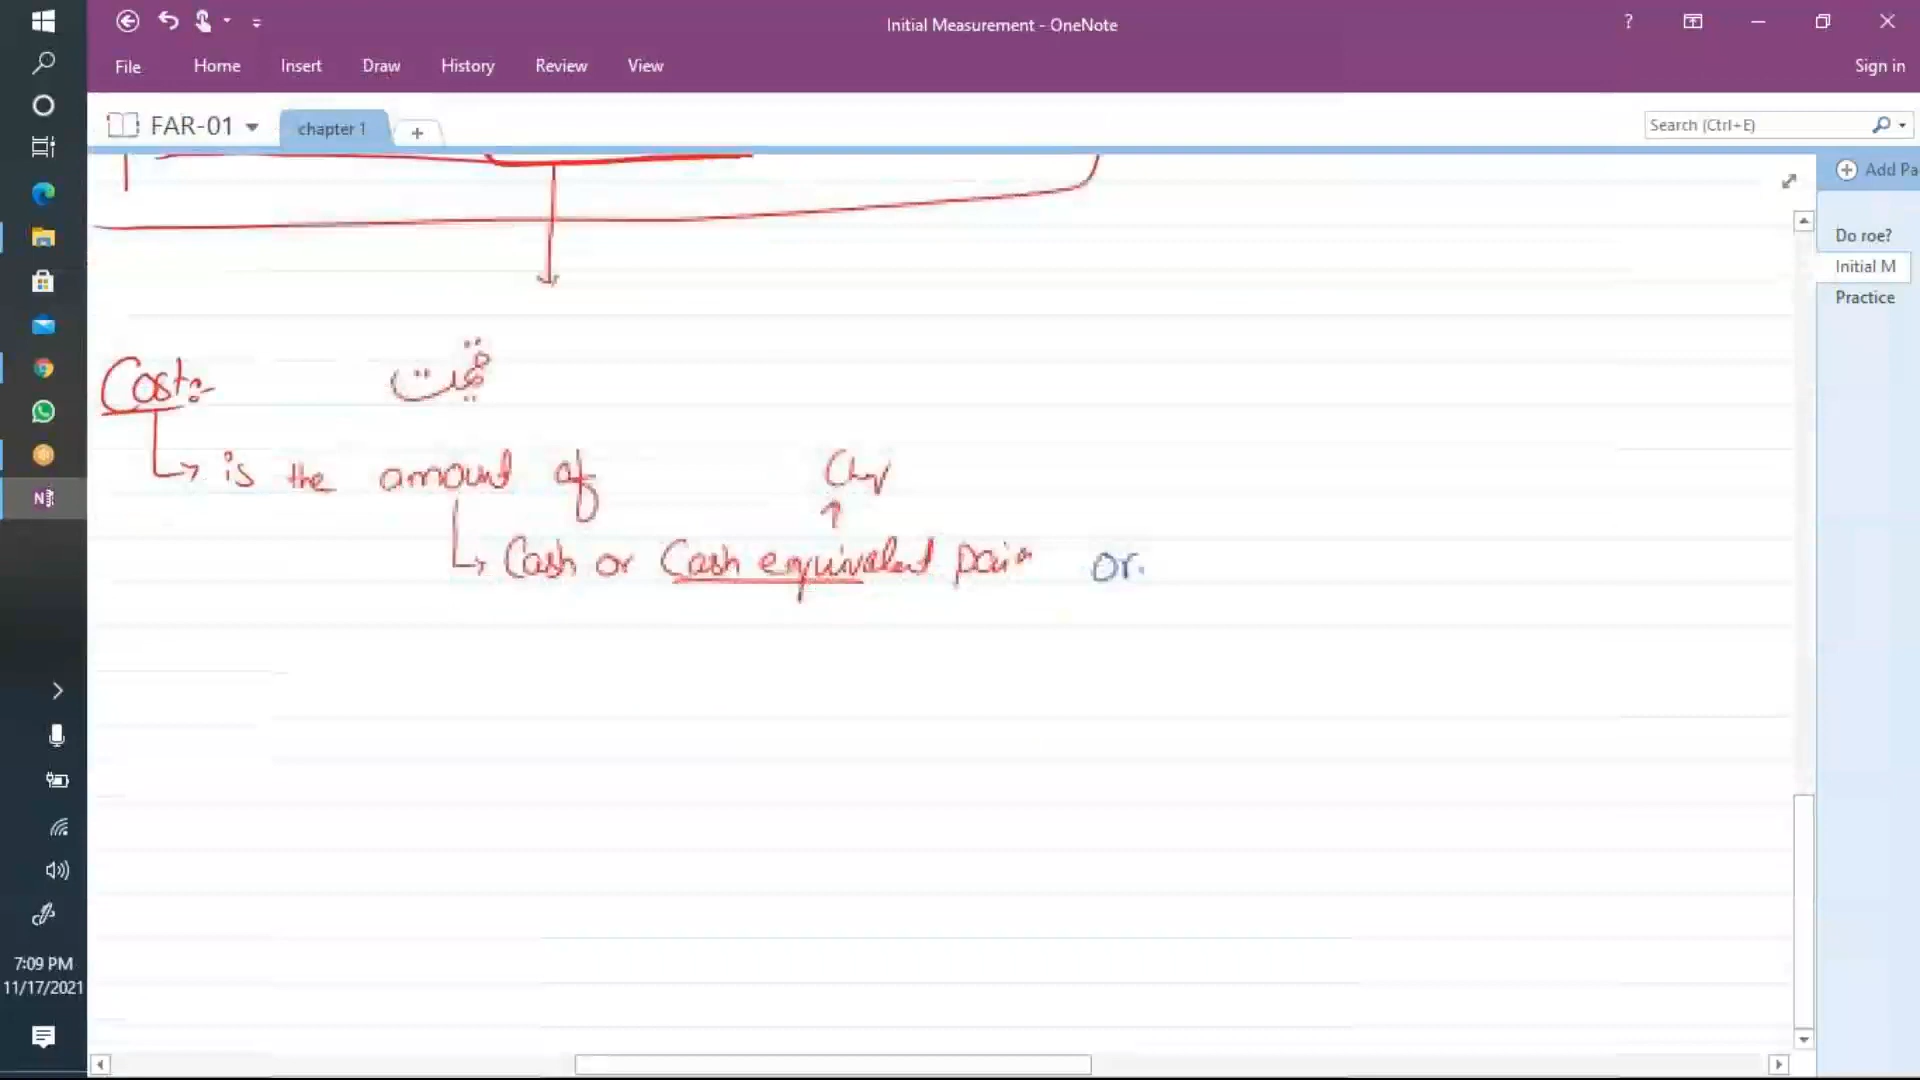 Initial Measurement - OneNote
?
File Home Insert Draw History Review View
Sign in
FAR-01 chapter 1 +
Search (Ctrl+E)
Add Pa
Do roe?
Initial M
Practice
Cost:- قیمت
is the amount of
Cash or Cash equivalent paid or
N
7:09 PM
11/17/2021